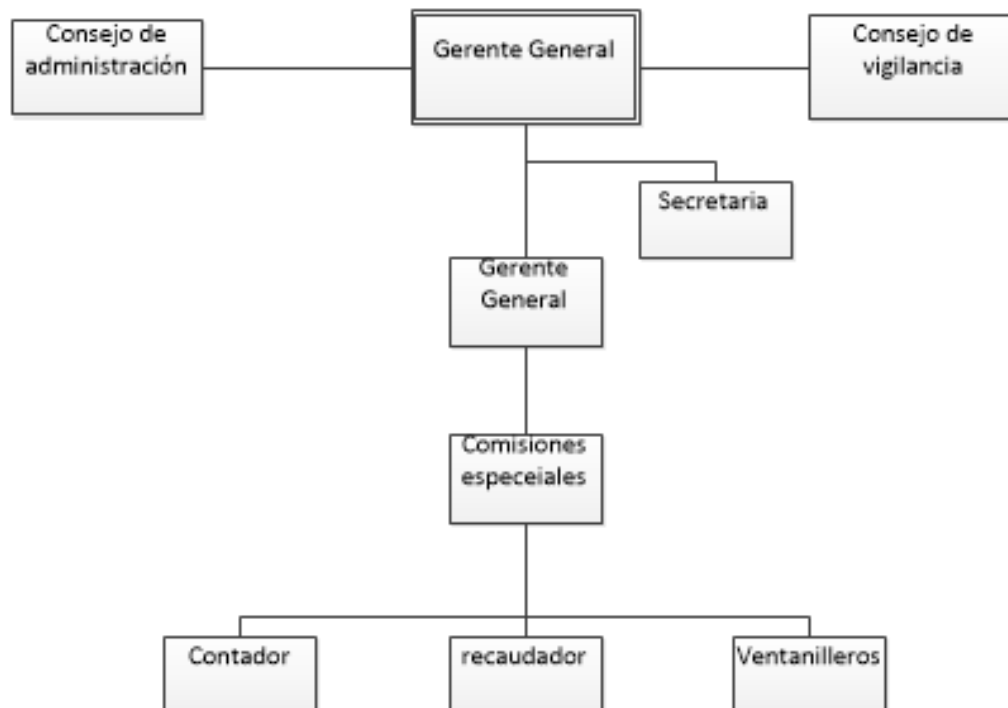 Consejo de
administración
Gerente General
Consejo de
vigilancia
Secretaria
Gerente
General
Comisiones
especeiales
Contador
recaudador
Ventanilleros